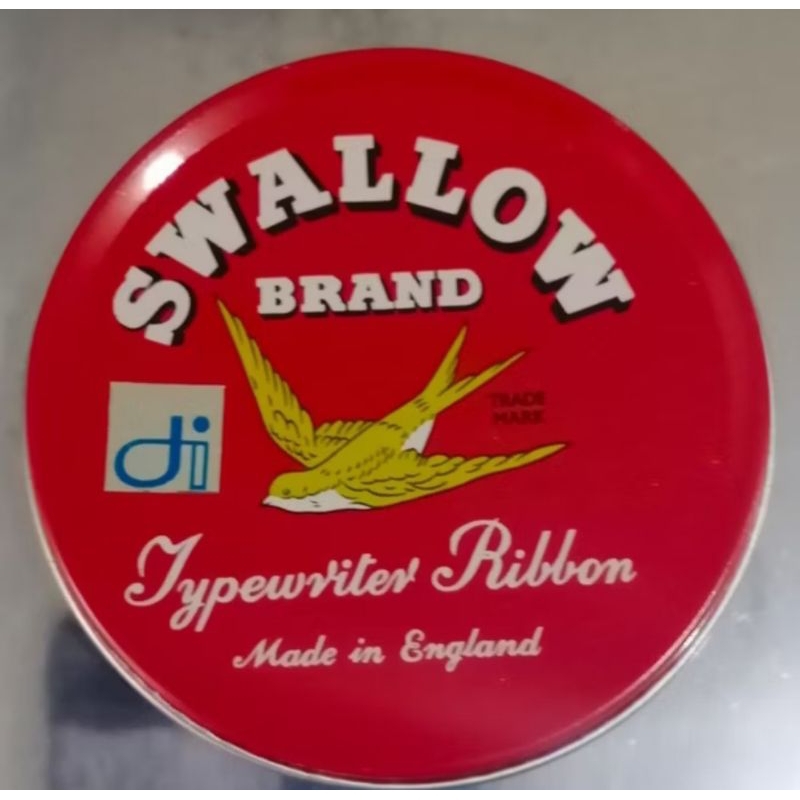 SWALLOW
BRAND
TRADE
MARK
di
Typewriter Ribbon
Made in England